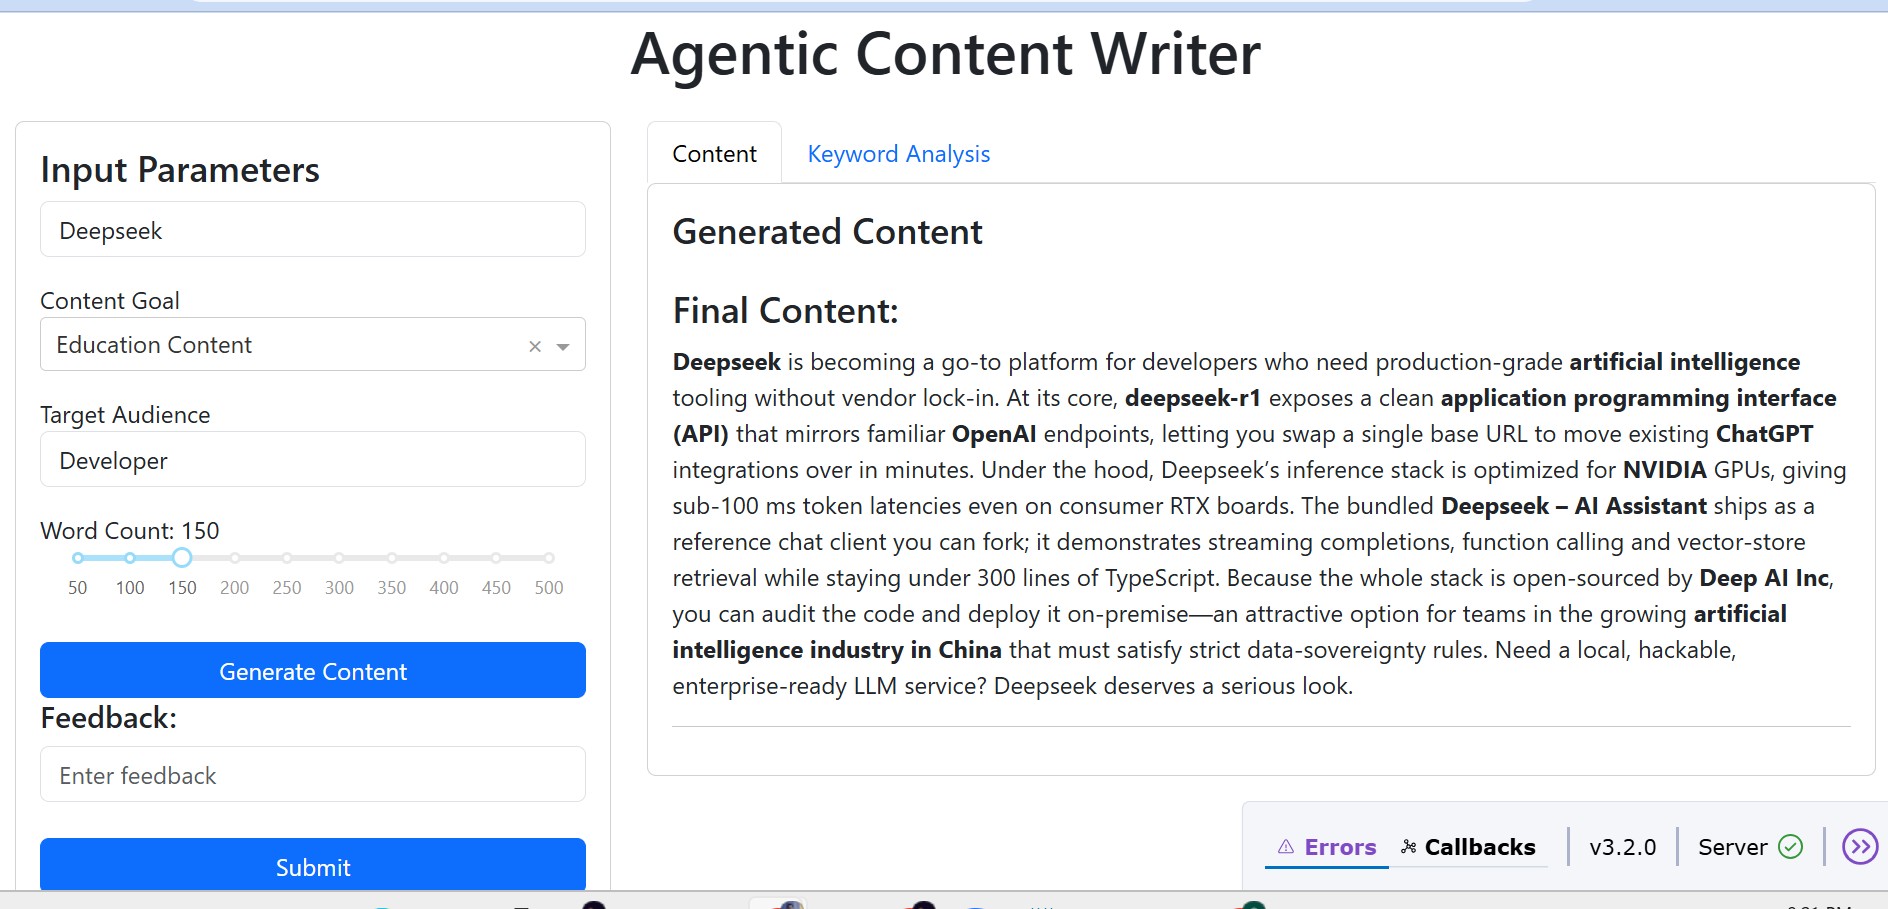 Agentic Content Writer
Input Parameters
Deepseek
Content Goal
Education Content
Target Audience
Developer
Word Count: 150
50 100 150 200 250 300 350 400 450 500
Generate Content
Feedback:
Enter feedback
Submit
Content Keyword Analysis
Generated Content
Final Content:
Deepseek is becoming a go-to platform for developers who need production-grade artificial intelligence
tooling without vendor lock-in. At its core, deepseek-r1 exposes a clean application programming interface
(API) that mirrors familiar OpenAI endpoints, letting you swap a single base URL to move existing ChatGPT
integrations over in minutes. Under the hood, Deepseek’s inference stack is optimized for NVIDIA GPUs, giving
sub-100 ms token latencies even on consumer RTX boards. The bundled Deepseek – AI Assistant ships as a
reference chat client you can fork; it demonstrates streaming completions, function calling and vector-store
retrieval while staying under 300 lines of TypeScript. Because the whole stack is open-sourced by Deep AI Inc,
you can audit the code and deploy it on-premise—an attractive option for teams in the growing artificial
intelligence industry in China that must satisfy strict data-sovereignty rules. Need a local, hackable,
enterprise-ready LLM service? Deepseek deserves a serious look.
Errors Callbacks v3.2.0 Server